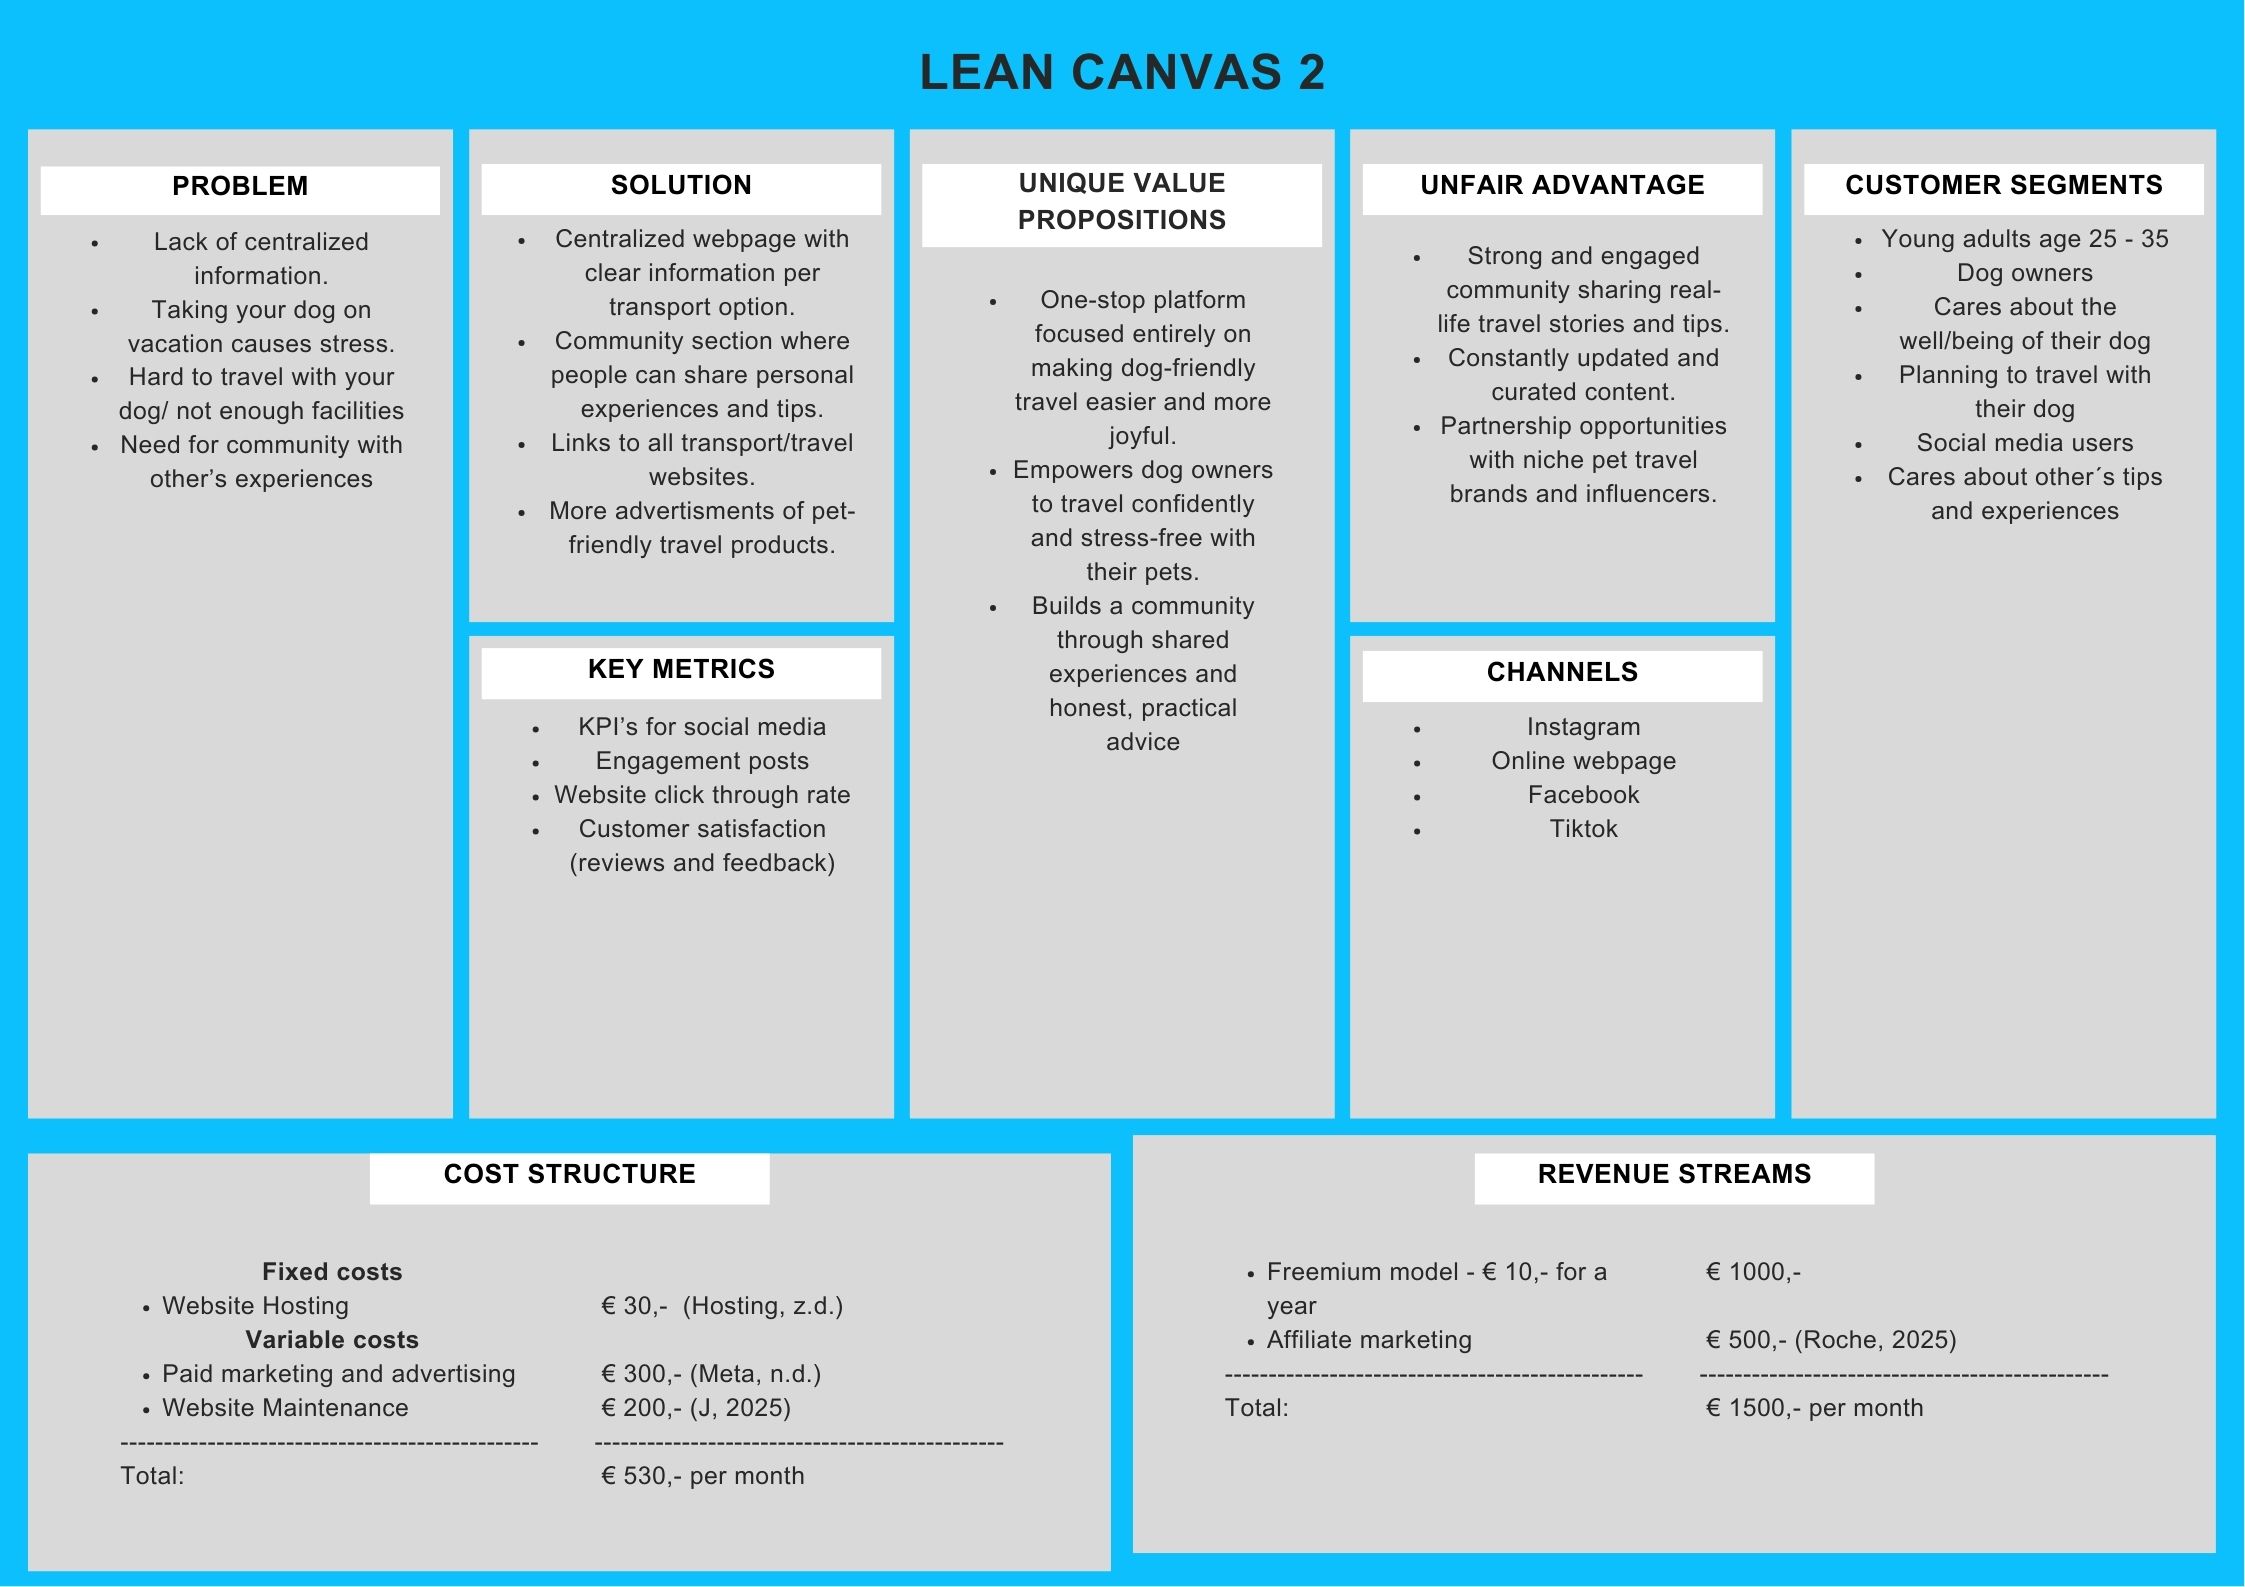 LEAN CANVAS 2
PROBLEM
• Lack of centralized
information.
• Taking your dog on
vacation causes stress.
• Hard to travel with your
dog/ not enough facilities
• Need for community with
other’s experiences
SOLUTION
• Centralized webpage with
clear information per
transport option.
• Community section where
people can share personal
experiences and tips.
• Links to all transport/travel
websites.
• More advertisments of pet-
friendly travel products.
KEY METRICS
• KPI’s for social media
• Engagement posts
• Website click through rate
• Customer satisfaction
(reviews and feedback)
UNIQUE VALUE
PROPOSITIONS
• One-stop platform
focused entirely on
making dog-friendly
travel easier and more
joyful.
• Empowers dog owners
to travel confidently
and stress-free with
their pets.
• Builds a community
through shared
experiences and
honest, practical
advice
UNFAIR ADVANTAGE
• Strong and engaged
community sharing real-
life travel stories and tips.
• Constantly updated and
curated content.
• Partnership opportunities
with niche pet travel
brands and influencers.
CHANNELS
• Instagram
• Online webpage
• Facebook
• Tiktok
CUSTOMER SEGMENTS
• Young adults age 25 - 35
• Dog owners
• Cares about the
well/being of their dog
• Planning to travel with
their dog
• Social media users
• Cares about other´s tips
and experiences
COST STRUCTURE
Fixed costs
• Website Hosting € 30,- (Hosting, z.d.)
Variable costs
• Paid marketing and advertising € 300,- (Meta, n.d.)
• Website Maintenance € 200,- (J, 2025)
------------------------------------------------ -----------------------------------------------
Total: € 530,- per month
REVENUE STREAMS
• Freemium model - € 10,- for a € 1000,-
year
• Affiliate marketing € 500,- (Roche, 2025)
------------------------------------------------ -----------------------------------------------
Total: € 1500,- per month